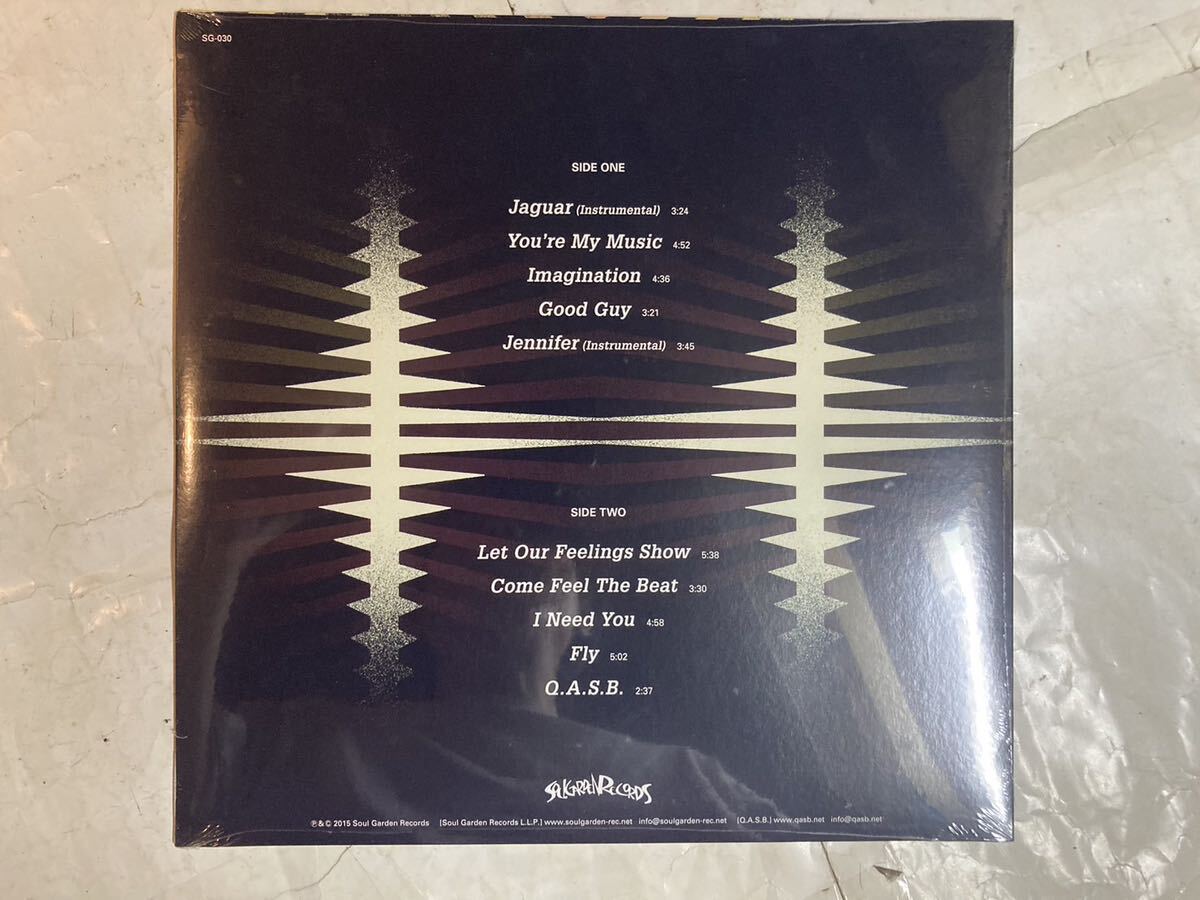 SG-030
SIDE ONE
Jaguar (Instrumental) 3:24
You're My Music 4:52
Imagination 4:36
Good Guy 3:21
Jennifer (Instrumental) 3:45
SIDE TWO
Let Our Feelings Show 5:38
Come Feel The Beat 3:30
I Need You 4:58
Fly 5:02
Q.A.S.B. 2:37
SOULGARDEN RECORDS
℗&© 2015 Soul Garden Records [Soul Garden Records L.L.P.] www.soulgarden-rec.net info@soulgarden-rec.net [Q.A.S.B.] www.qasb.net info@qasb.net